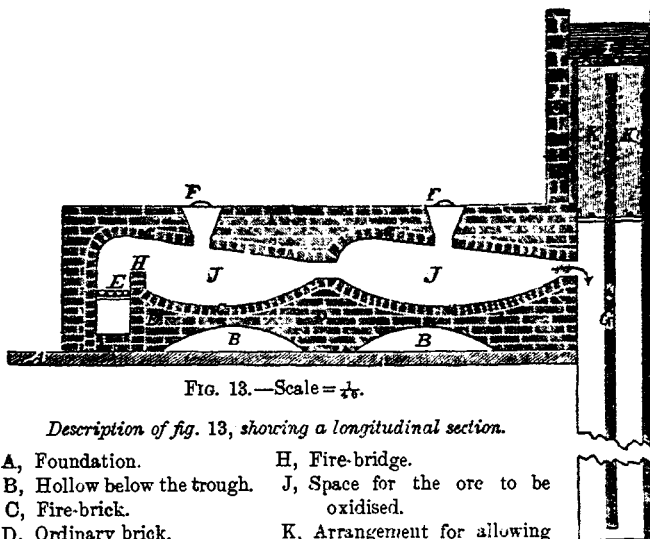 I
K K
F F
H
E J J
G
C
D
B B
A
FIG. 13.—Scale = 1/46.
Description of fig. 13, showing a longitudinal section.
A, Foundation.
B, Hollow below the trough.
C, Fire-brick.
D, Ordinary brick.
H, Fire-bridge.
J, Space for the ore to be
oxidised.
K, Arrangement for allowing